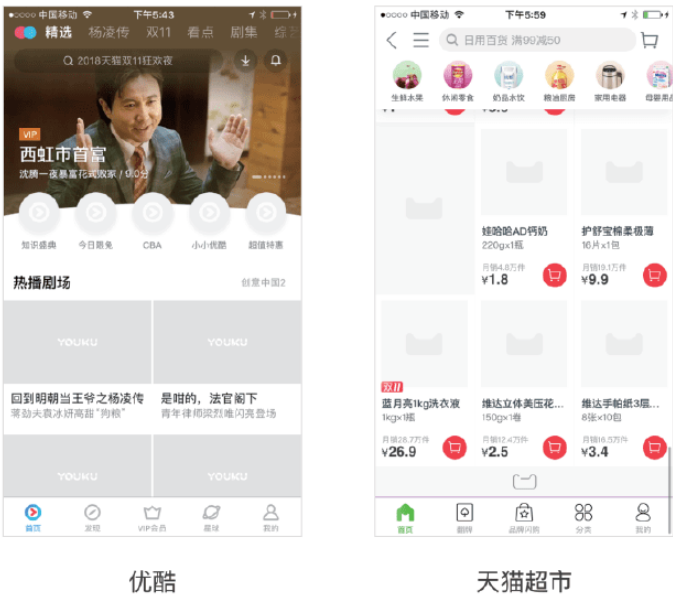 中国移动 下午5:43
精选 杨凌传 双11 看点 剧集 综
2018天猫双11狂欢夜
VIP
西虹市首富
沈腾一夜暴富花式败家 / 9.0分
知识盛典 今日限免 CBA 小小优酷 超值特惠
热播剧场 创意中国2
YOUKU YOUKU
回到明朝当王爷之杨凌传 是咁的，法官阁下
蒋劲夫袁冰妍高甜“狗粮” 青年律师梁烈唯闪亮登场
YOUKU YOUKU
首页 发现 VIP会员 星球 我的
优酷
中国移动 下午5:59
日用百货 满99减50
生鲜水果 休闲零食 奶品水饮 粮油厨房 家用电器 母婴用品
娃哈哈AD钙奶 护舒宝棉柔极薄
220gx1瓶 16片x1包
月销4.8万件 月销19.1万件
¥1.8 ¥9.9
双11
蓝月亮1kg洗衣液 维达立体美压花... 维达手帕纸3层...
1kgx1瓶 150gx1卷 8张x10包
月销28.7万件 月销12.4万件 月销16.5万件
¥26.9 ¥2.5 ¥3.4
首页 翻牌 品牌闪购 分类 我的
天猫超市